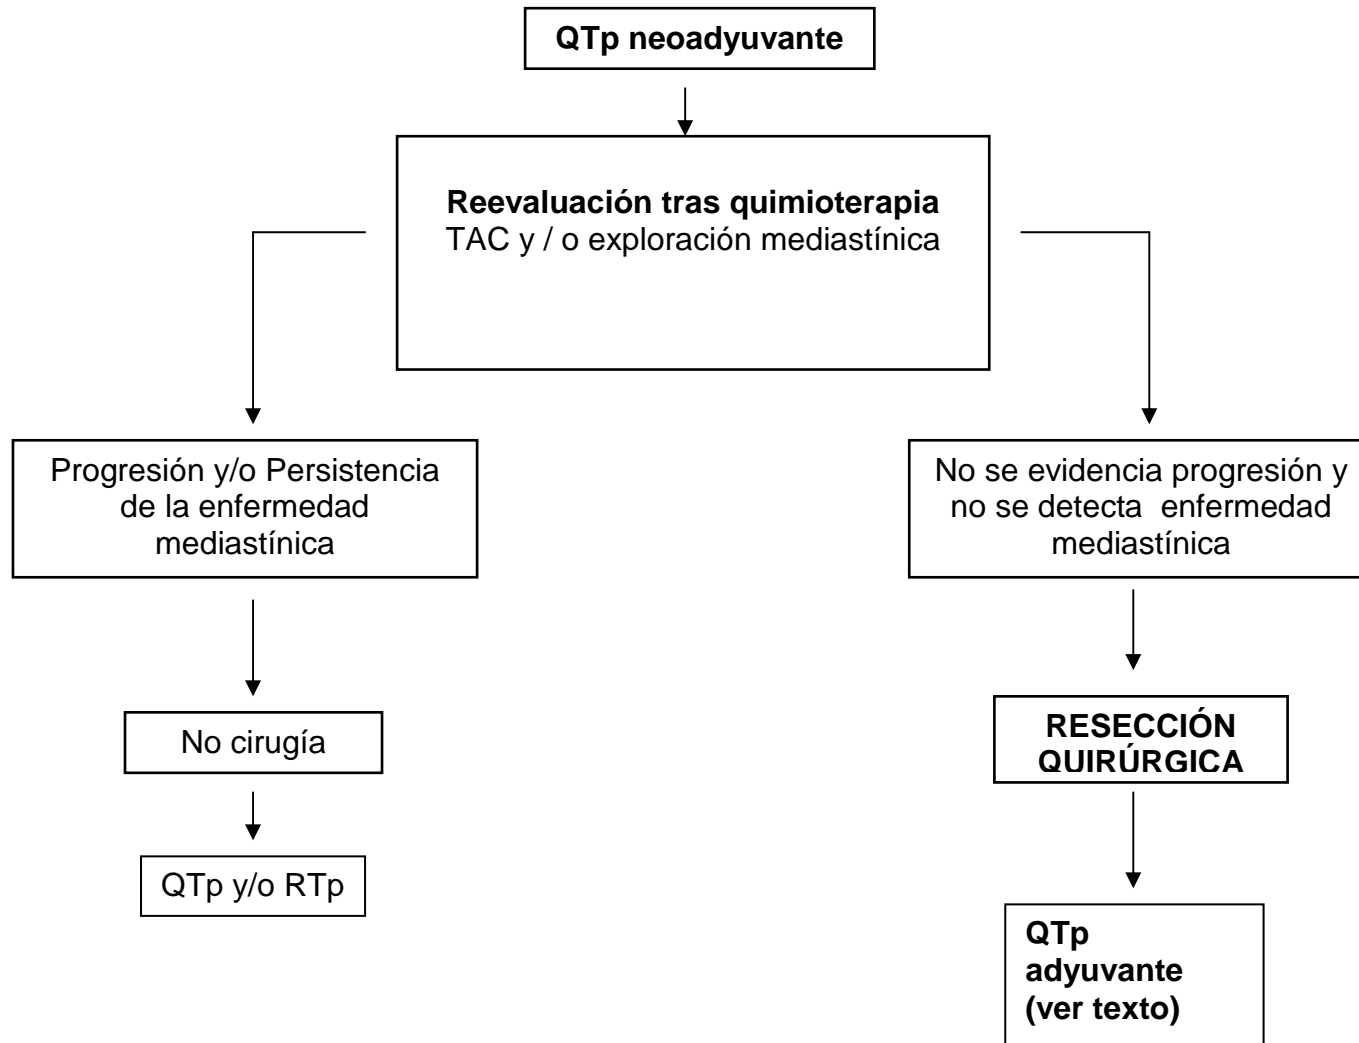 QTp neoadyuvante
Reevaluación tras quimioterapia
TAC y / o exploración mediastínica
Progresión y/o Persistencia
de la enfermedad
mediastínica
No se evidencia progresión y
no se detecta enfermedad
mediastínica
No cirugía
RESECCIÓN
QUIRÚRGICA
QTp y/o RTp
QTp
adyuvante
(ver texto)